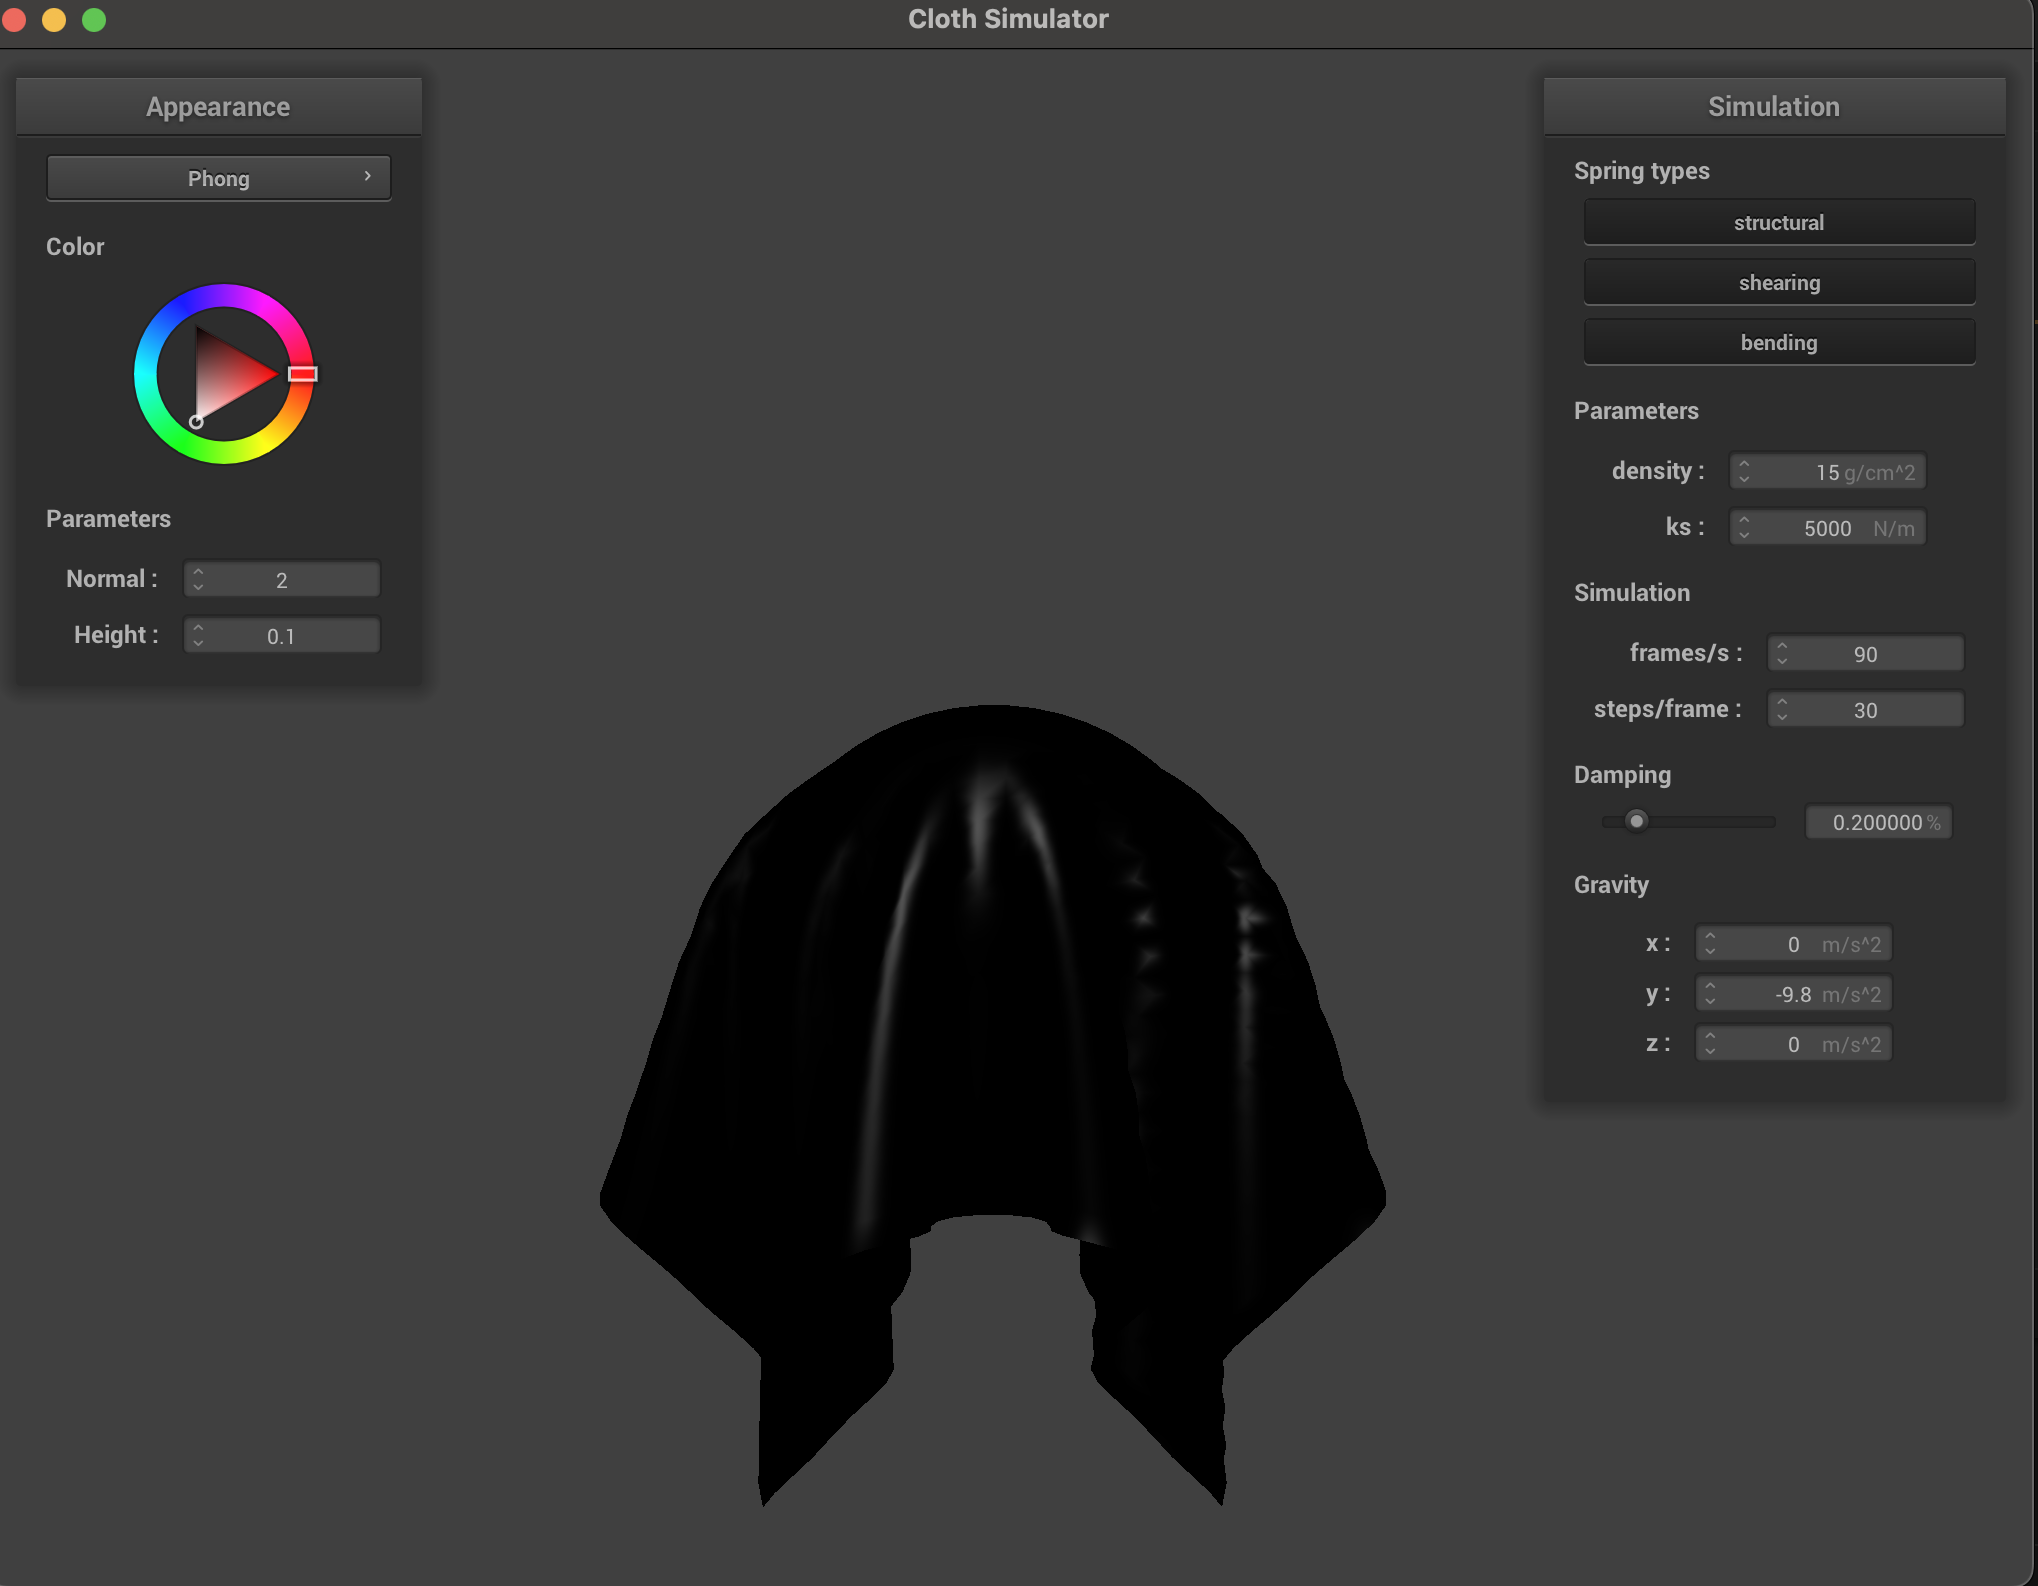 Cloth Simulator
Appearance
Phong
Color
Parameters
Normal : 2
Height : 0.1
Simulation
Spring types
structural
shearing
bending
Parameters
density : 15 g/cm^2
ks : 5000 N/m
Simulation
frames/s : 90
steps/frame : 30
Damping
0.200000 %
Gravity
x : 0 m/s^2
y : -9.8 m/s^2
z : 0 m/s^2